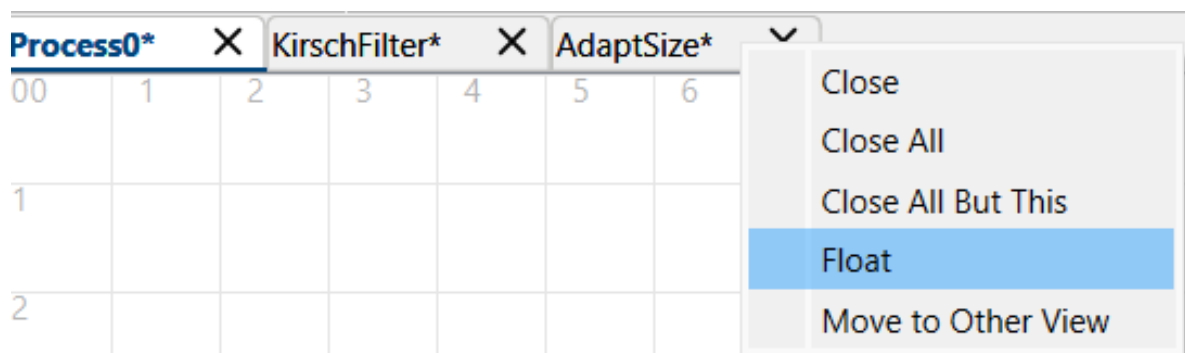 Process0* X KirschFilter* X AdaptSize*
00 1 2 3 4 5 6
1
2
Close
Close All
Close All But This
Float
Move to Other View